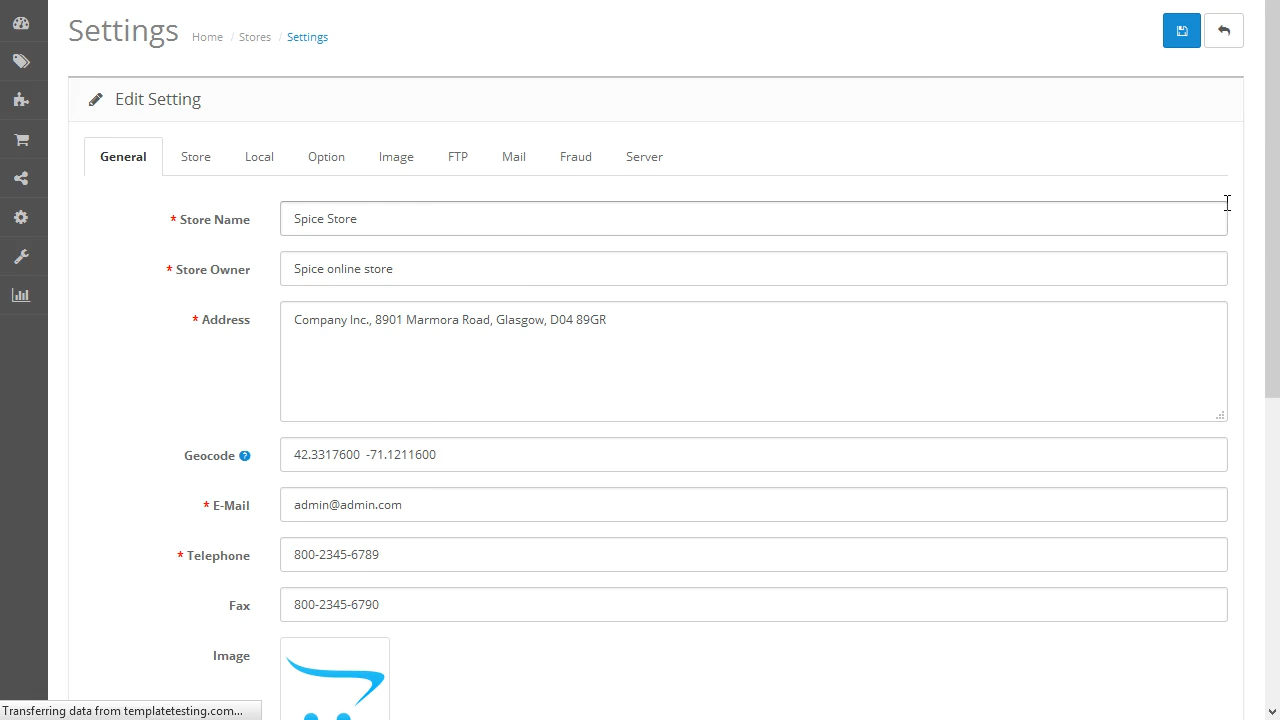 Settings Home / Stores / Settings
Edit Setting
General Store Local Option Image FTP Mail Fraud Server
* Store Name Spice Store
* Store Owner Spice online store
* Address Company Inc., 8901 Marmora Road, Glasgow, D04 89GR
Geocode ? 42.3317600 -71.1211600
* E-Mail admin@admin.com
* Telephone 800-2345-6789
Fax 800-2345-6790
Image
Transferring data from templatetesting.com...